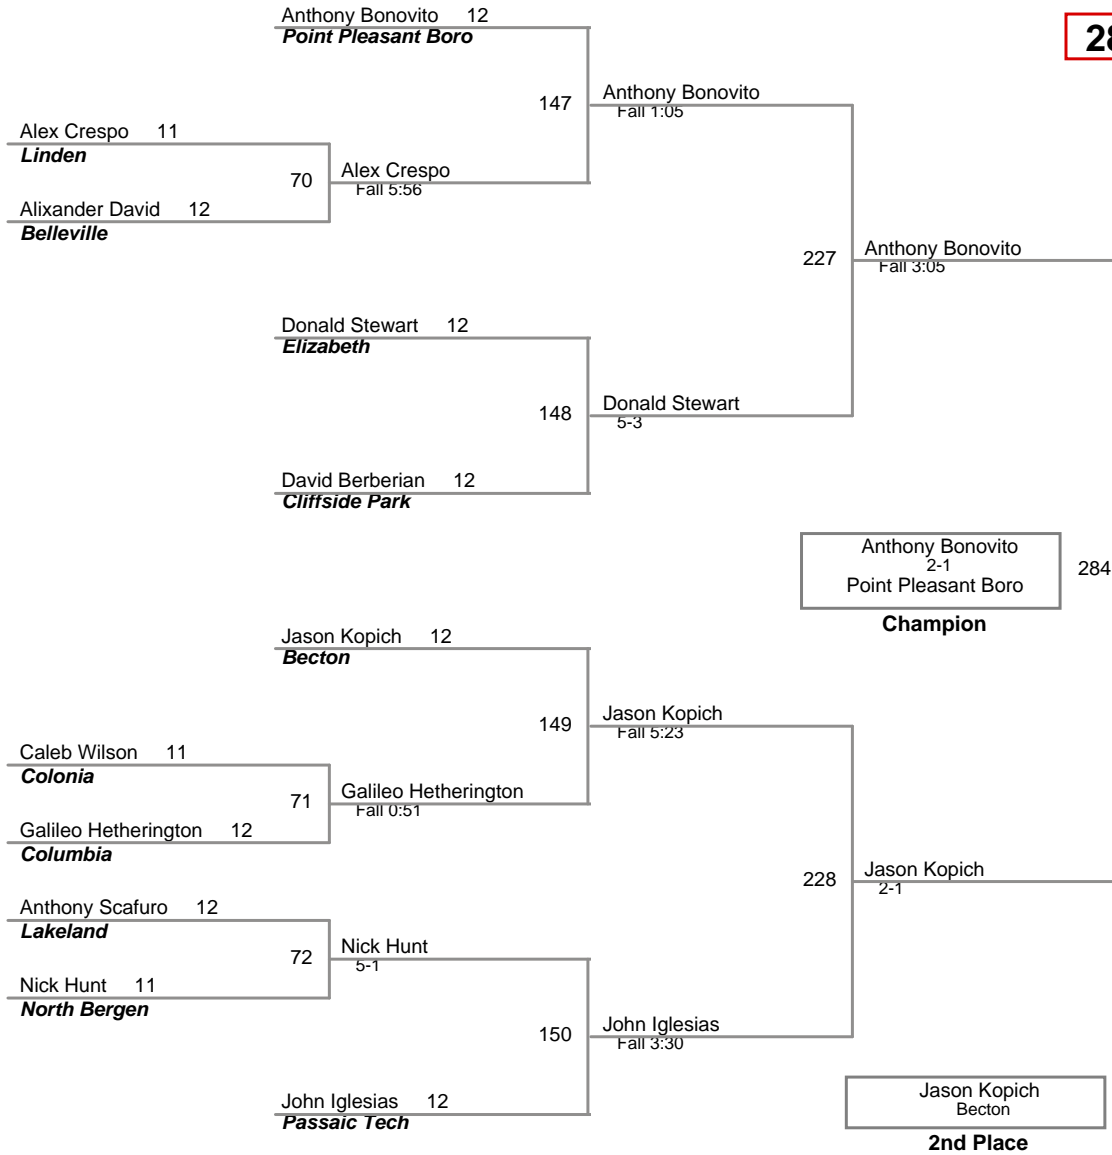 Anthony Bonovito 12
Point Pleasant Boro
28
147
Anthony Bonovito
Fall 1:05
Alex Crespo 11
Linden
70
Alex Crespo
Fall 5:56
Alixander David 12
Belleville
227
Anthony Bonovito
Fall 3:05
Donald Stewart 12
Elizabeth
148
Donald Stewart
5-3
David Berberian 12
Cliffside Park
Anthony Bonovito
2-1
Point Pleasant Boro
284
Champion
Jason Kopich 12
Becton
149
Jason Kopich
Fall 5:23
Caleb Wilson 11
Colonia
71
Galileo Hetherington
Fall 0:51
Galileo Hetherington 12
Columbia
228
Jason Kopich
2-1
Anthony Scafuro 12
Lakeland
72
Nick Hunt
5-1
Nick Hunt 11
North Bergen
150
John Iglesias
Fall 3:30
John Iglesias 12
Passaic Tech
Jason Kopich
Becton
2nd Place